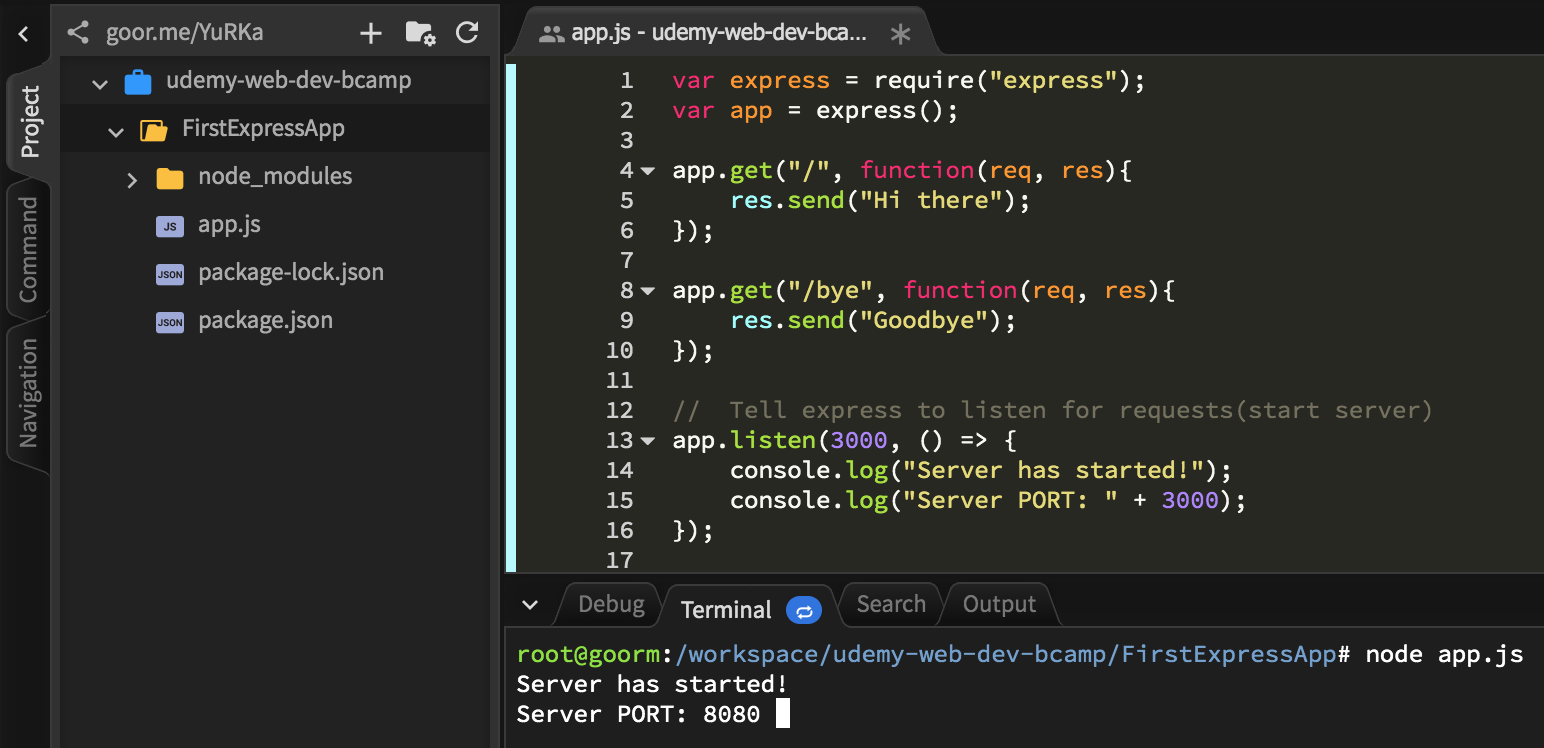 goor.me/YuRKa
Project
Command
Navigation
udemy-web-dev-bcamp
FirstExpressApp
node_modules
JS app.js
JSON package-lock.json
JSON package.json
app.js - udemy-web-dev-bca...
1 var express = require("express");
2 var app = express();
3
4 app.get("/", function(req, res){
5     res.send("Hi there");
6 });
7
8 app.get("/bye", function(req, res){
9     res.send("Goodbye");
10 });
11
12 //  Tell express to listen for requests(start server)
13 app.listen(3000, () => {
14     console.log("Server has started!");
15     console.log("Server PORT: " + 3000);
16 });
17
Debug Terminal Search Output
root@goorm:/workspace/udemy-web-dev-bcamp/FirstExpressApp# node app.js
Server has started!
Server PORT: 8080